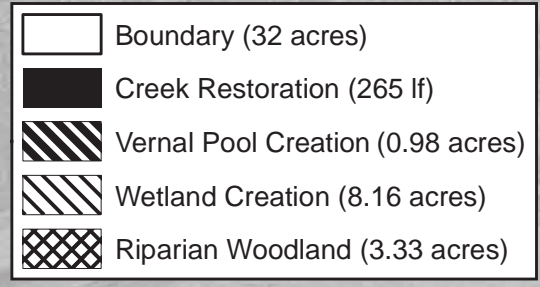 Boundary (32 acres)
Creek Restoration (265 lf)
Vernal Pool Creation (0.98 acres)
Wetland Creation (8.16 acres)
Riparian Woodland (3.33 acres)